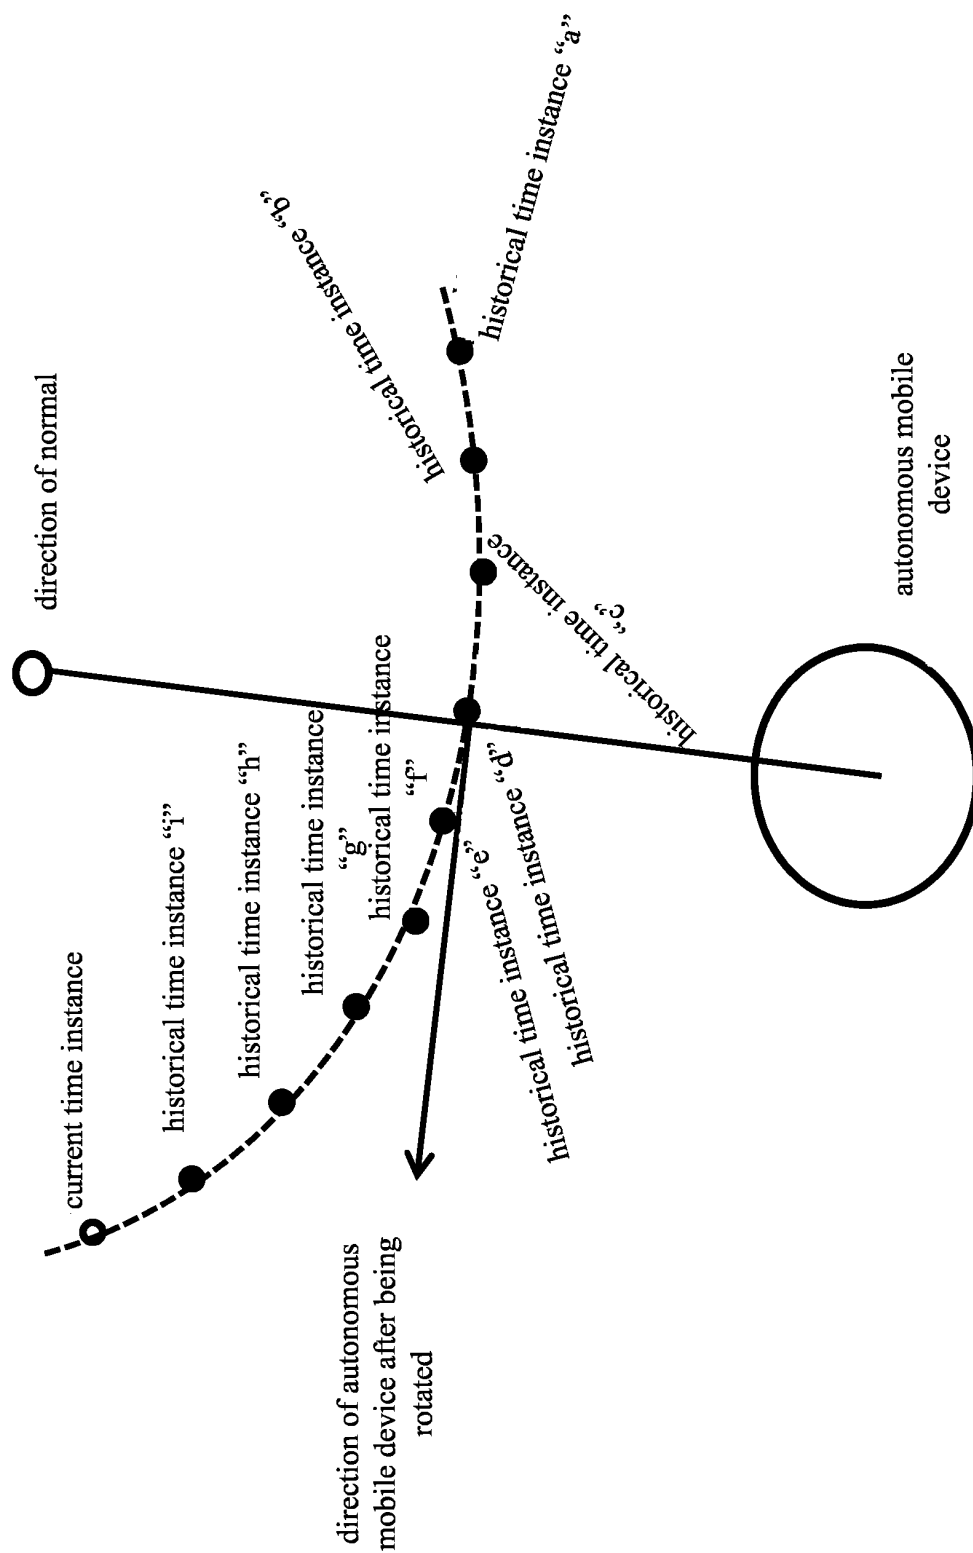 current time instance
historical time instance “i”
historical time instance “h”
historical time instance
“g”
historical time instance
“f”
direction of normal
historical time instance “b”
historical time instance “a”
direction of autonomous
mobile device after being
rotated
historical time instance “e”
historical time instance “d”
historical time instance
“c”
autonomous mobile
device